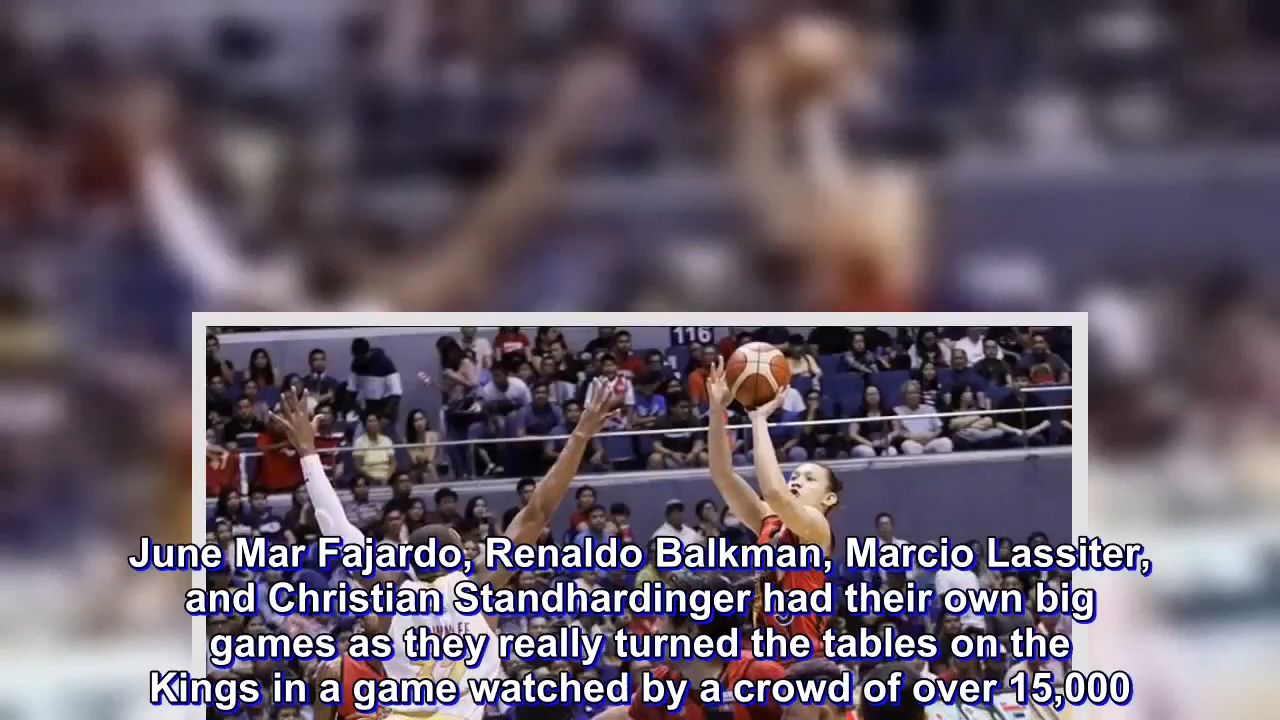 116
June Mar Fajardo, Renaldo Balkman, Marcio Lassiter,
and Christian Standhardinger had their own big
games as they really turned the tables on the
Kings in a game watched by a crowd of over 15,000